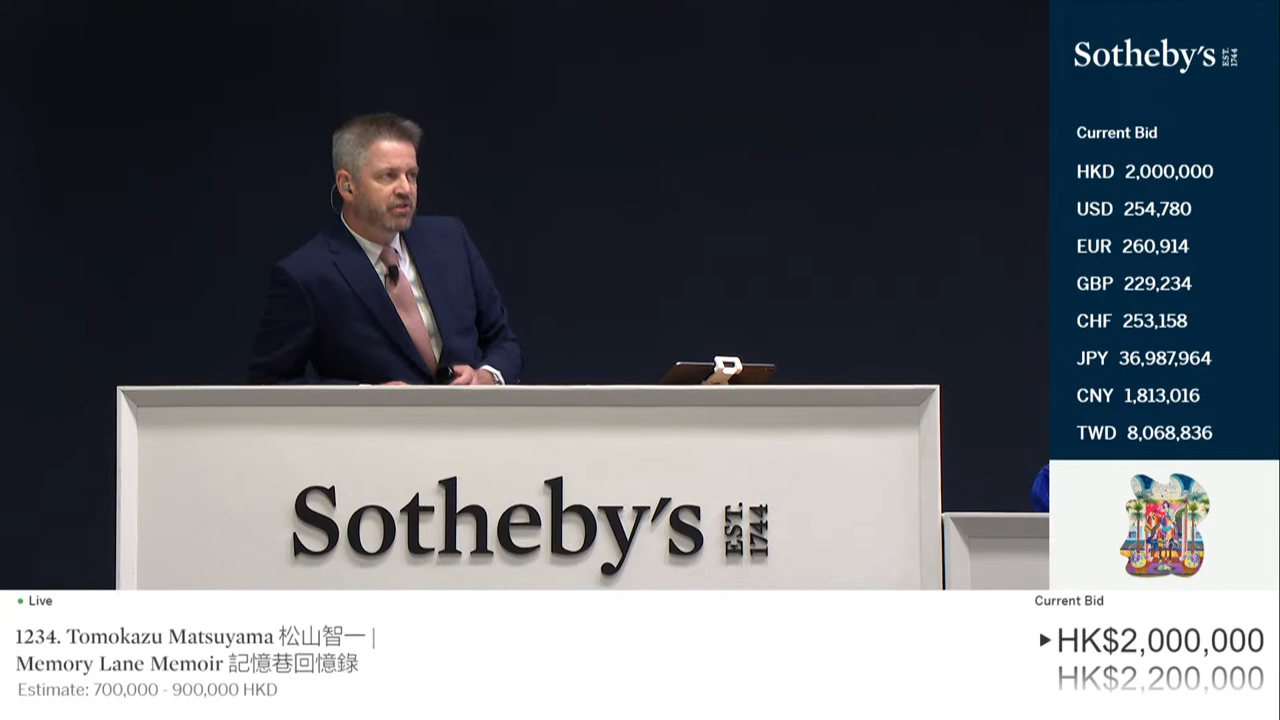 Sotheby's EST. 1744
Current Bid
HKD 2,000,000
USD 254,780
EUR 260,914
GBP 229,234
CHF 253,158
JPY 36,987,964
CNY 1,813,016
TWD 8,068,836
Sotheby's EST. 1744
Live
1234. Tomokazu Matsuyama 松山智一 |
Memory Lane Memoir 記憶巷回憶錄
Estimate: 700,000 - 900,000 HKD
Current Bid
HK$2,000,000
HK$2,200,000